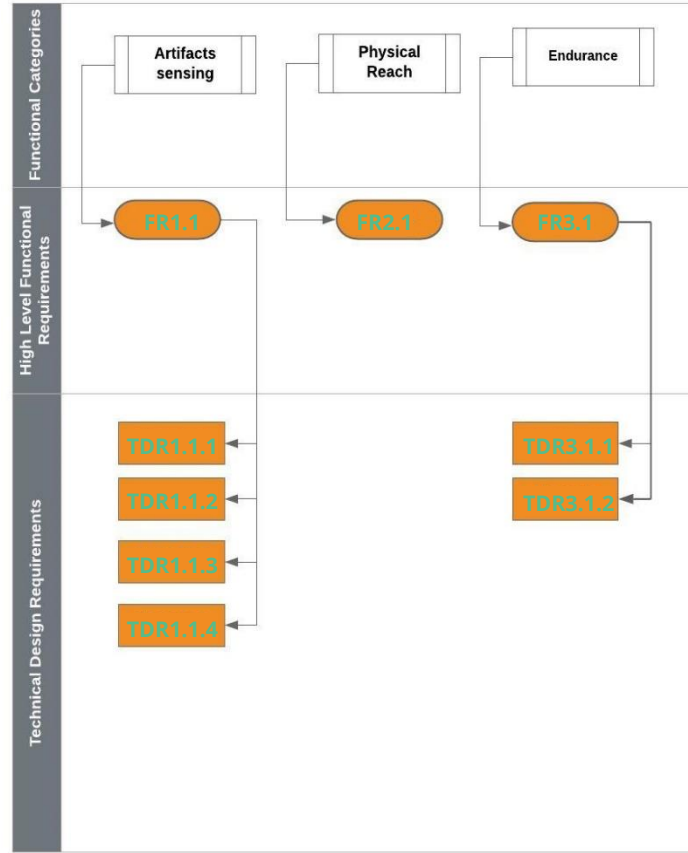 Functional Categories
Artifacts
sensing
Physical
Reach
Endurance
High Level Functional
Requirements
FR1.1
FR2.1
FR3.1
Technical Design Requirements
TDR1.1.1
TDR3.1.1
TDR1.1.2
TDR3.1.2
TDR1.1.3
TDR1.1.4